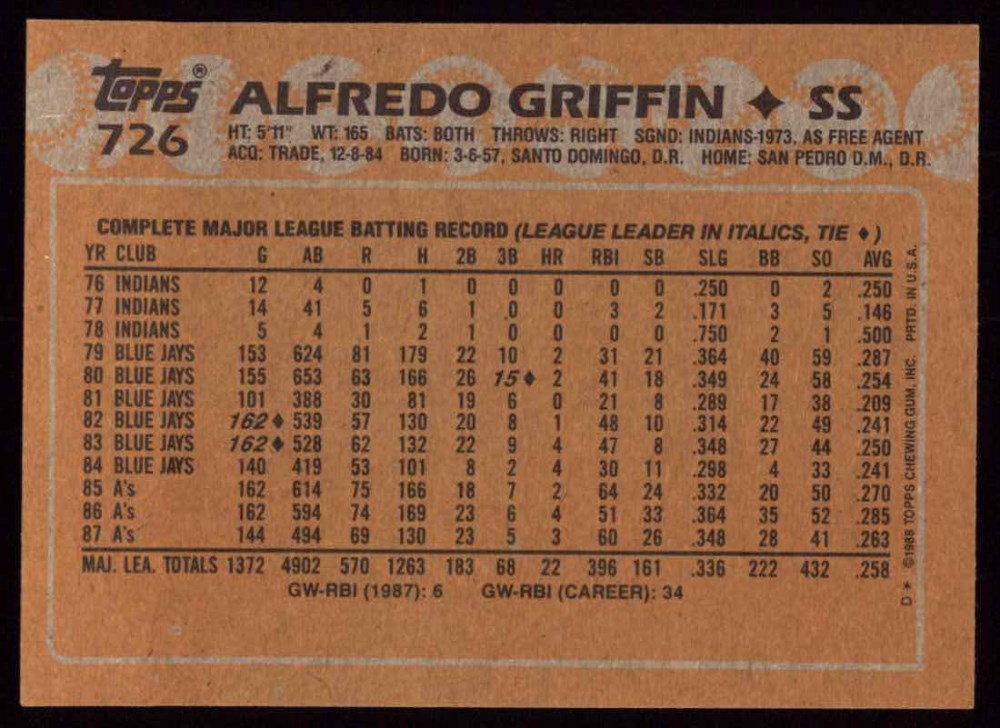 Topps® ALFREDO GRIFFIN ♦ SS
726 HT: 5'11" WT: 165 BATS: BOTH THROWS: RIGHT SGND: INDIANS-1973, AS FREE AGENT
ACQ: TRADE, 12-8-84 BORN: 3-6-57, SANTO DOMINGO, D.R. HOME: SAN PEDRO D.M., D.R.
COMPLETE MAJOR LEAGUE BATTING RECORD (LEAGUE LEADER IN ITALICS, TIE ♦)
YR CLUB G AB R H 2B 3B HR RBI SB SLG BB SO AVG
76 INDIANS 12 4 0 1 0 0 0 0 0 .250 0 2 .250
77 INDIANS 14 41 5 6 1 .0 0 3 2 .171 3 5 .146
78 INDIANS 5 4 1 2 1 0 0 0 0 .750 2 1 .500
79 BLUE JAYS 153 624 81 179 22 10 2 31 21 .364 40 59 .287
80 BLUE JAYS 155 653 63 166 26 15♦ 2 41 18 .349 24 58 .254
81 BLUE JAYS 101 388 30 81 19 6 0 21 8 .289 17 38 .209
82 BLUE JAYS 162♦ 539 57 130 20 8 1 48 10 .314 22 49 .241
83 BLUE JAYS 162♦ 528 62 132 22 9 4 47 8 .348 27 44 .250
84 BLUE JAYS 140 419 53 101 8 2 4 30 11 .298 4 33 .241
85 A's 162 614 75 166 18 7 2 64 24 .332 20 50 .270
86 A's 162 594 74 169 23 6 4 51 33 .364 35 52 .285
87 A's 144 494 69 130 23 5 3 60 26 .348 28 41 .263
MAJ. LEA. TOTALS 1372 4902 570 1263 183 68 22 396 161 .336 222 432 .258
GW-RBI (1987): 6 GW-RBI (CAREER): 34
D* ©1988 TOPPS CHEWING GUM, INC. PRTD. IN U.S.A.